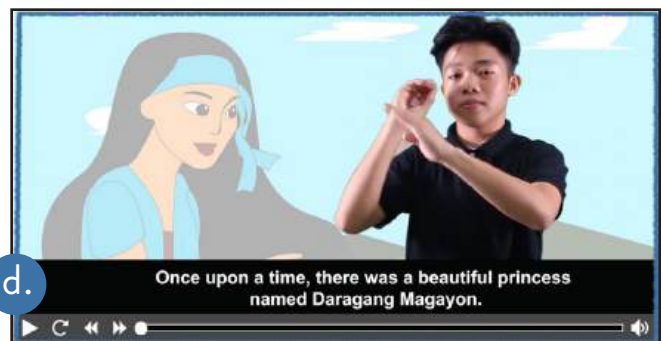 Once upon a time, there was a beautiful princess
named Daragang Magayon.
d.